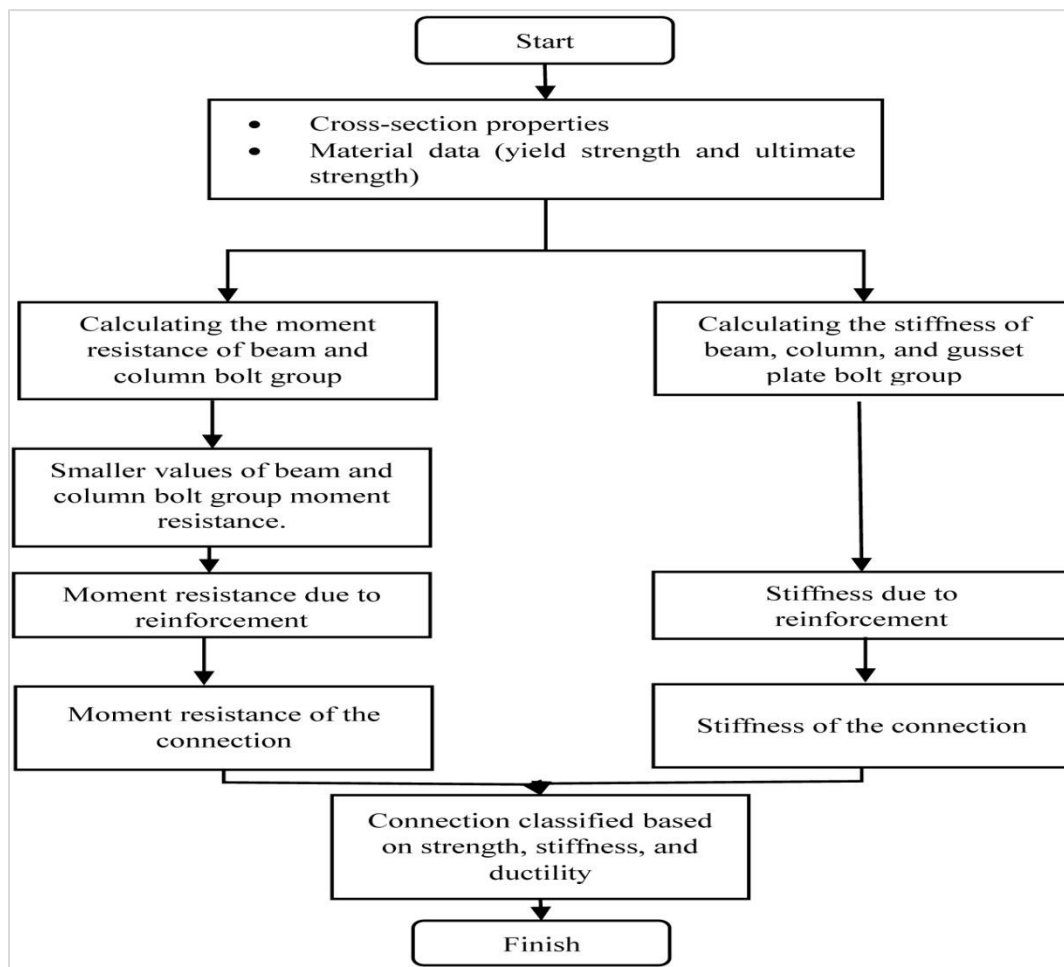 Start
• Cross-section properties
• Material data (yield strength and ultimate
strength)
Calculating the moment
resistance of beam and
column bolt group
Calculating the stiffness of
beam, column, and gusset
plate bolt group
Smaller values of beam and
column bolt group moment
resistance.
Moment resistance due to
reinforcement
Stiffness due to
reinforcement
Moment resistance of the
connection
Stiffness of the connection
Connection classified based
on strength, stiffness, and
ductility
Finish